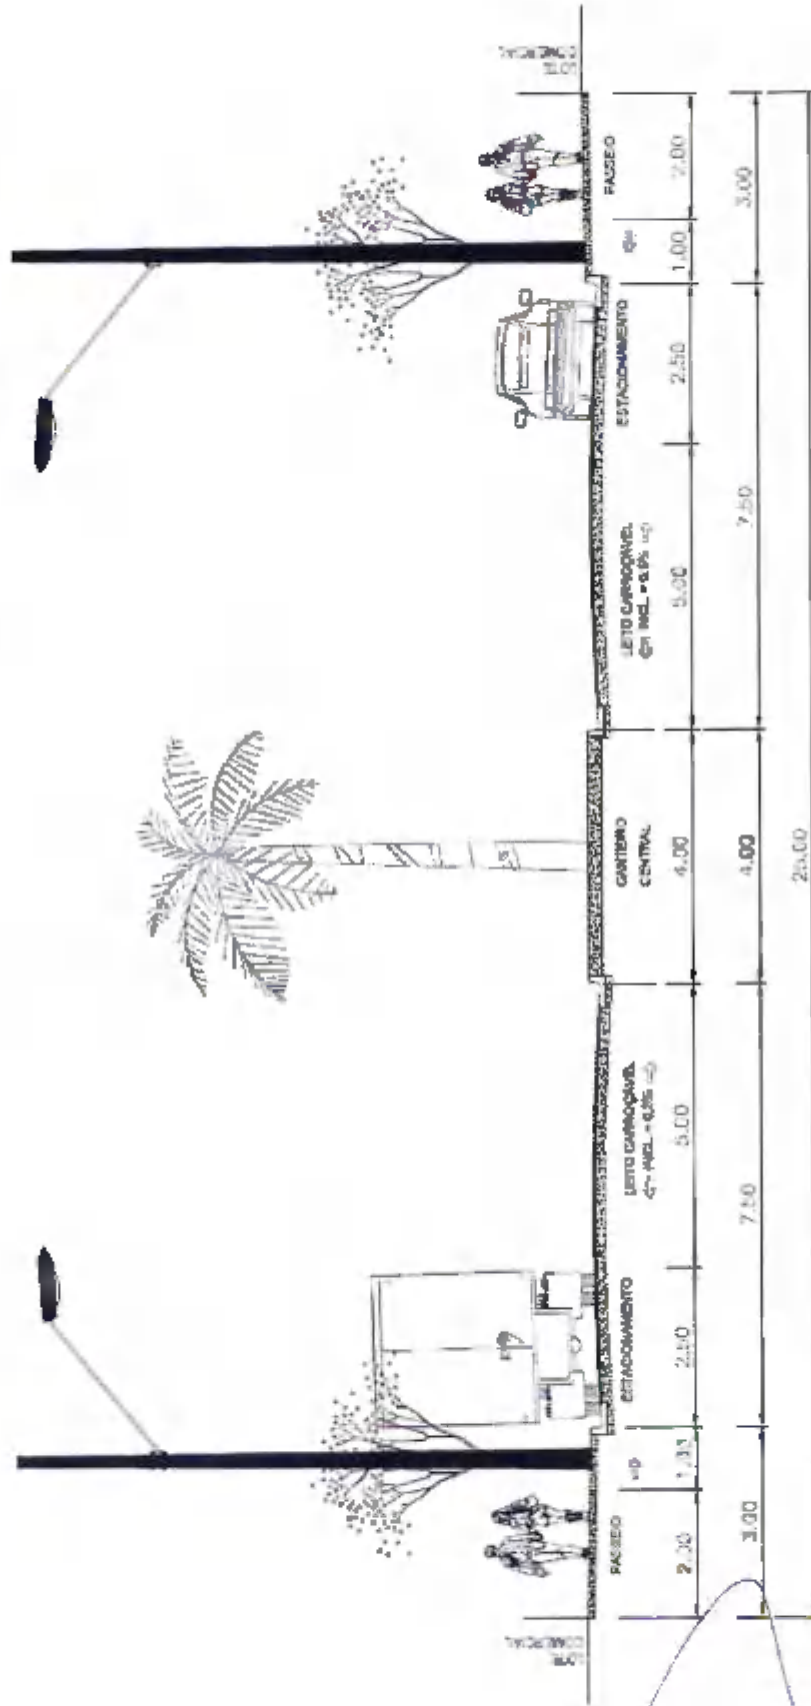 PASSEIO
ESTACIONAMENTO
LEITO CARROÇÁVEL
CANTEIRO
CENTRAL
LEITO CARROÇÁVEL
ESTACIONAMENTO
PASSEIO
2.00
1.00
2.50
5.00
4.00
5.00
2.50
1.00
2.00
3.00
7.50
4.00
7.50
3.00
25.00